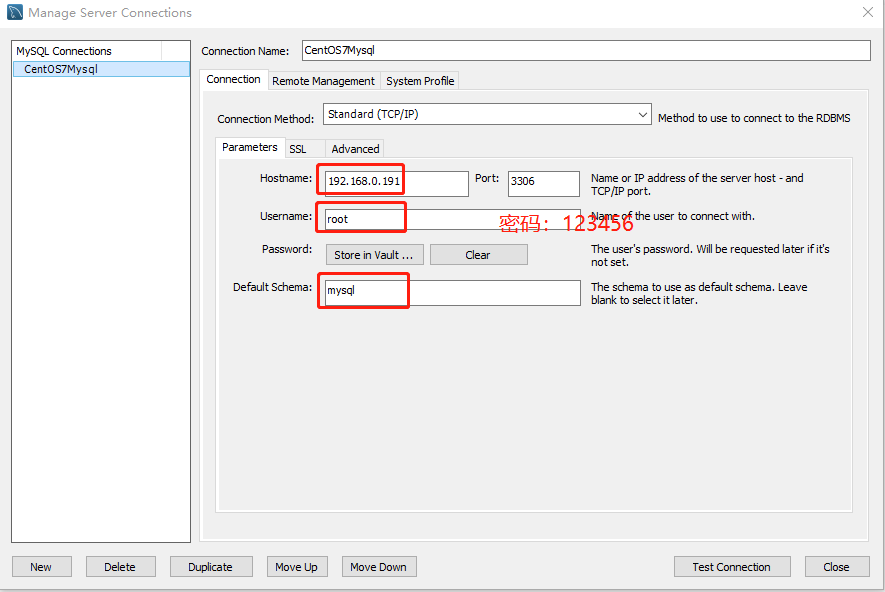 Manage Server Connections
MySQL Connections
CentOS7Mysql
Connection Name:
CentOS7Mysql
Connection
Remote Management
System Profile
Connection Method:
Standard (TCP/IP)
Method to use to connect to the RDBMS
Parameters
SSL
Advanced
Hostname:
192.168.0.191
Port:
3306
Name or IP address of the server host - and
TCP/IP port.
Username:
root
密码：123456
Name of the user to connect with.
Password:
Store in Vault ...
Clear
The user's password. Will be requested later if it's
not set.
Default Schema:
mysql
The schema to use as default schema. Leave
blank to select it later.
New
Delete
Duplicate
Move Up
Move Down
Test Connection
Close